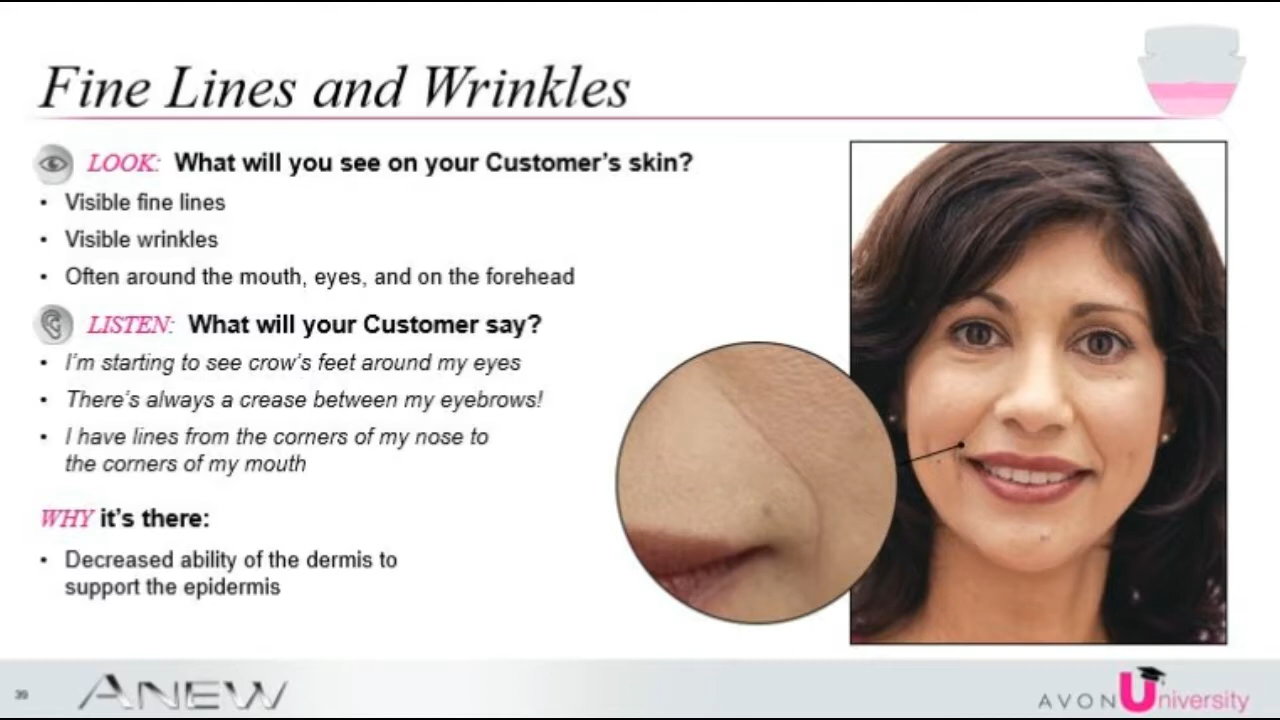 Fine Lines and Wrinkles
LOOK: What will you see on your Customer's skin?
• Visible fine lines
• Visible wrinkles
• Often around the mouth, eyes, and on the forehead
LISTEN: What will your Customer say?
• I'm starting to see crow's feet around my eyes
• There's always a crease between my eyebrows!
• I have lines from the corners of my nose to
the corners of my mouth
WHY it's there:
• Decreased ability of the dermis to
support the epidermis
39 ANEW AVON University